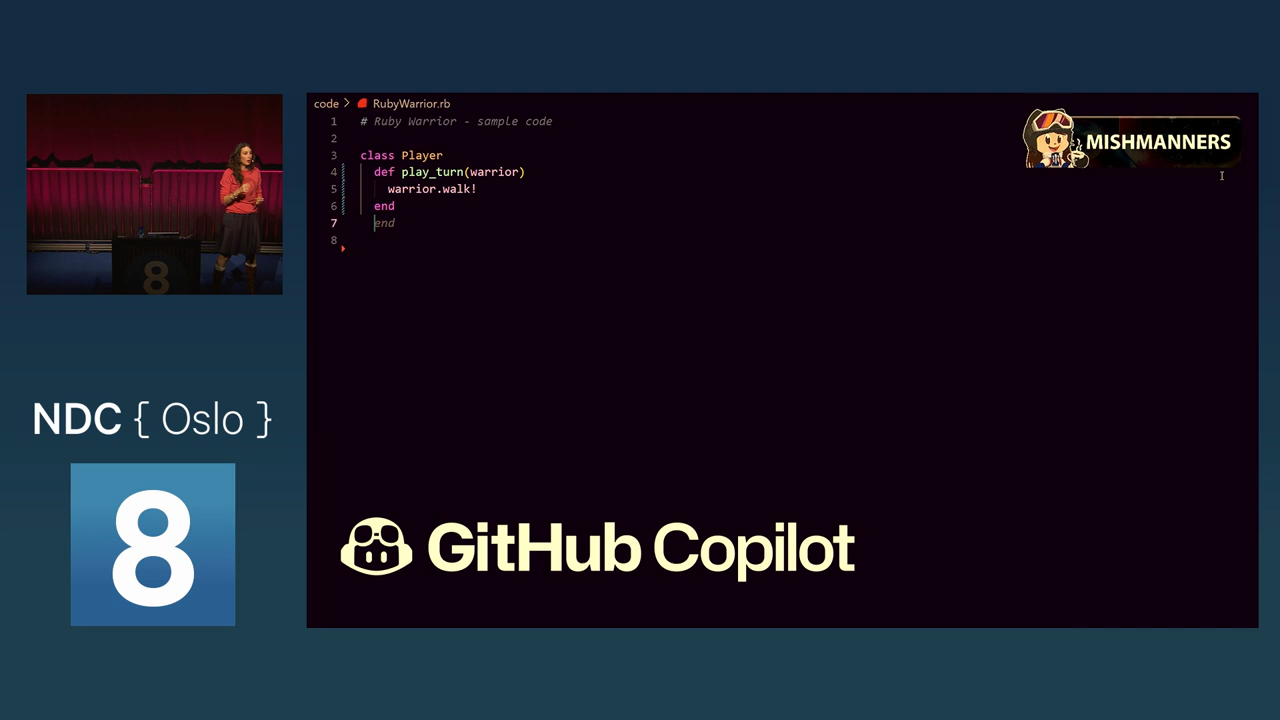 code > RubyWarrior.rb
1 # Ruby Warrior - sample code
2
3 class Player
4 def play_turn(warrior)
5 warrior.walk!
6 end
7 end
8
MISHMANNERS
8
NDC { Oslo }
8
GitHub Copilot